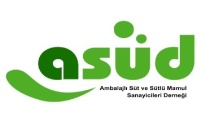 asüd
Ambalajlı Süt ve Sütlü Mamul
Sanayicileri Derneği